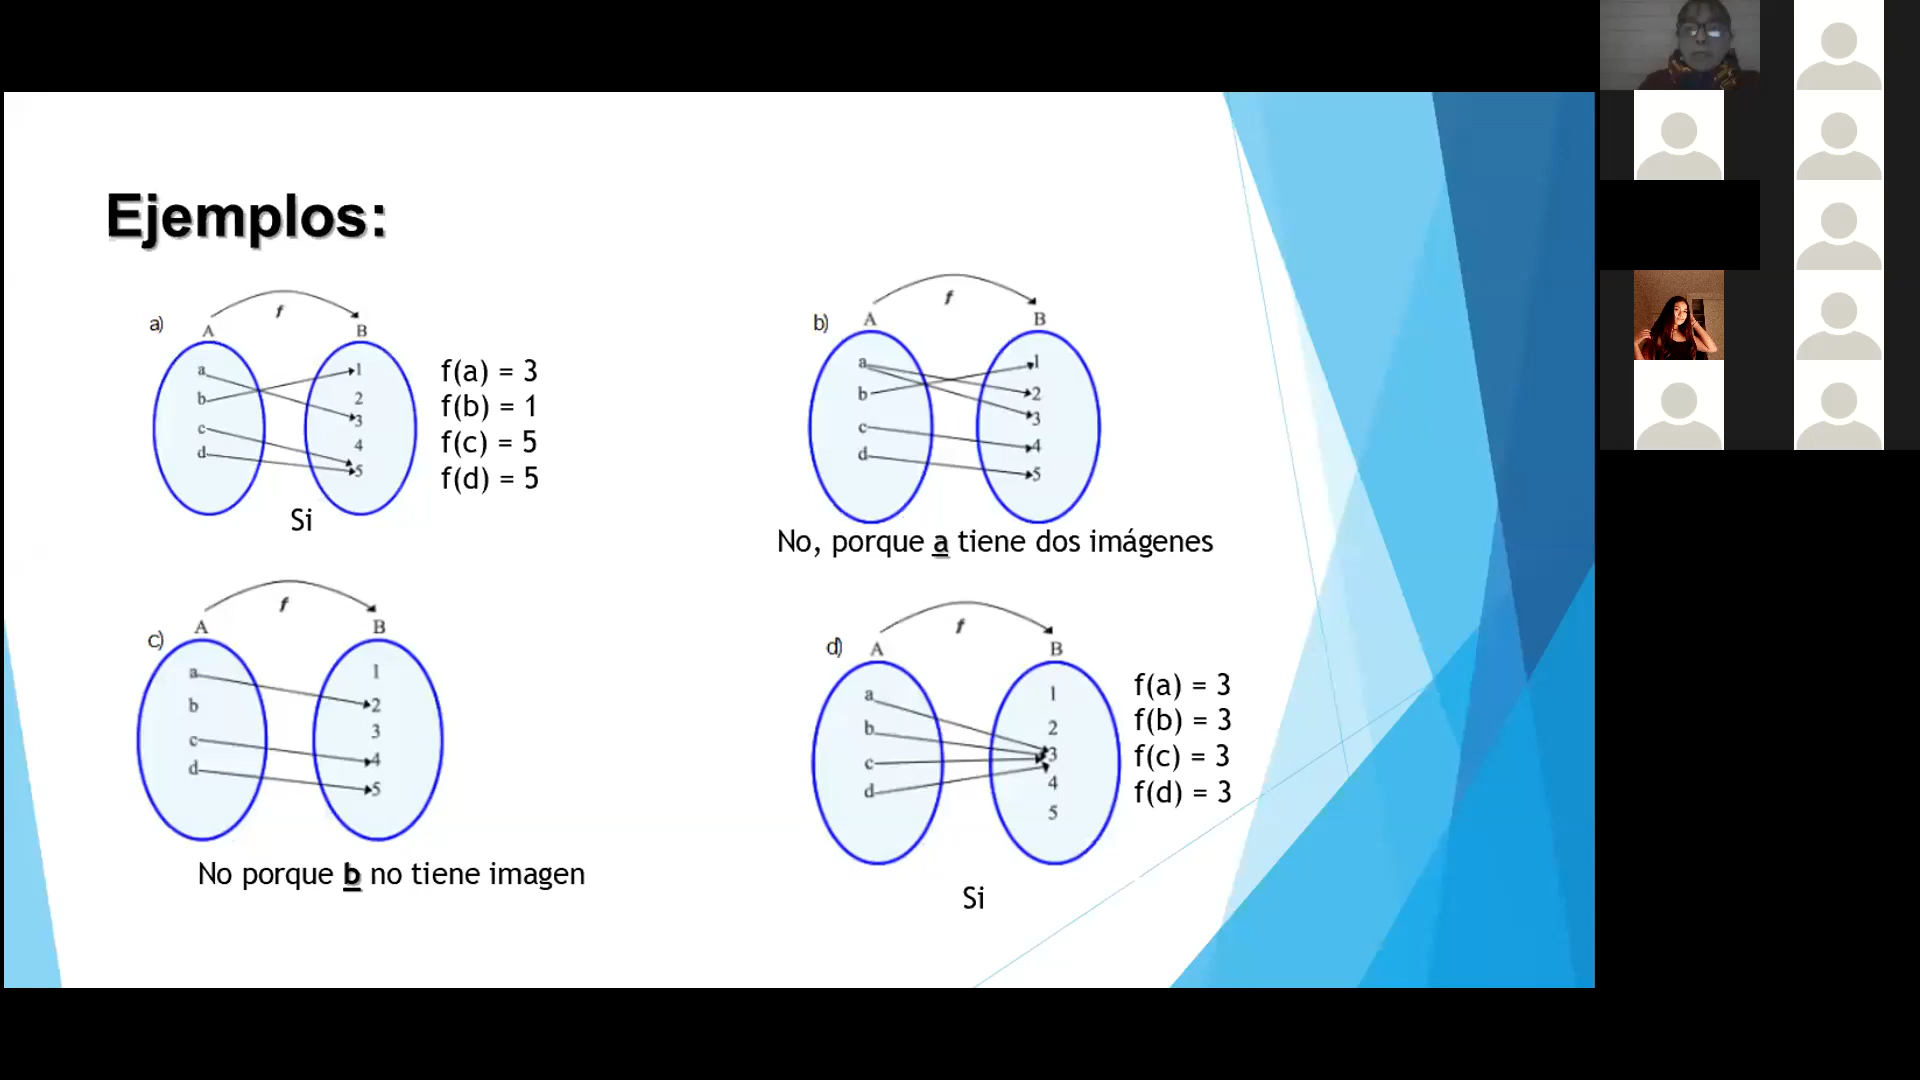 Ejemplos:
f
a) A B
a 1
b 2
c 3
d 4
5
f(a) = 3
f(b) = 1
f(c) = 5
f(d) = 5
Si
f
b) A B
a 1
b 2
c 3
d 4
5
No, porque a tiene dos imágenes
f
c) A B
a 1
b 2
c 3
d 4
5
No porque b no tiene imagen
f
d) A B
a 1
b 2
c 3
d 4
5
f(a) = 3
f(b) = 3
f(c) = 3
f(d) = 3
Si